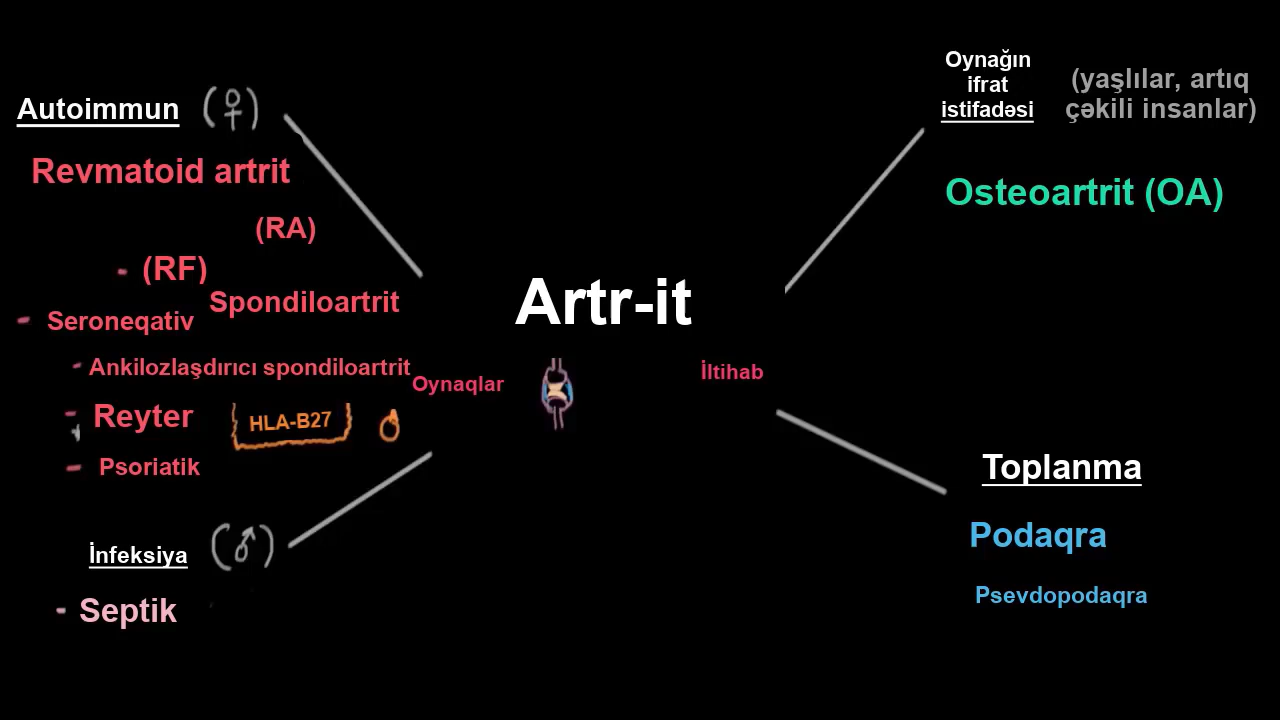 Autoimmun (♀)
Revmatoid artrit
(RA)
- (RF)
- Seroneqativ Spondiloartrit
- Ankilozlaşdırıcı spondiloartrit
- Reyter
HLA-B27
- Psoriatik
İnfeksiya (♂)
- Septik
Artr-it
Oynaqlar
İltihab
Oynağın
ifrat
istifadəsi
(yaşlılar, artıq
çəkili insanlar)
Osteoartrit (OA)
Toplanma
Podaqra
Psevdopodaqra